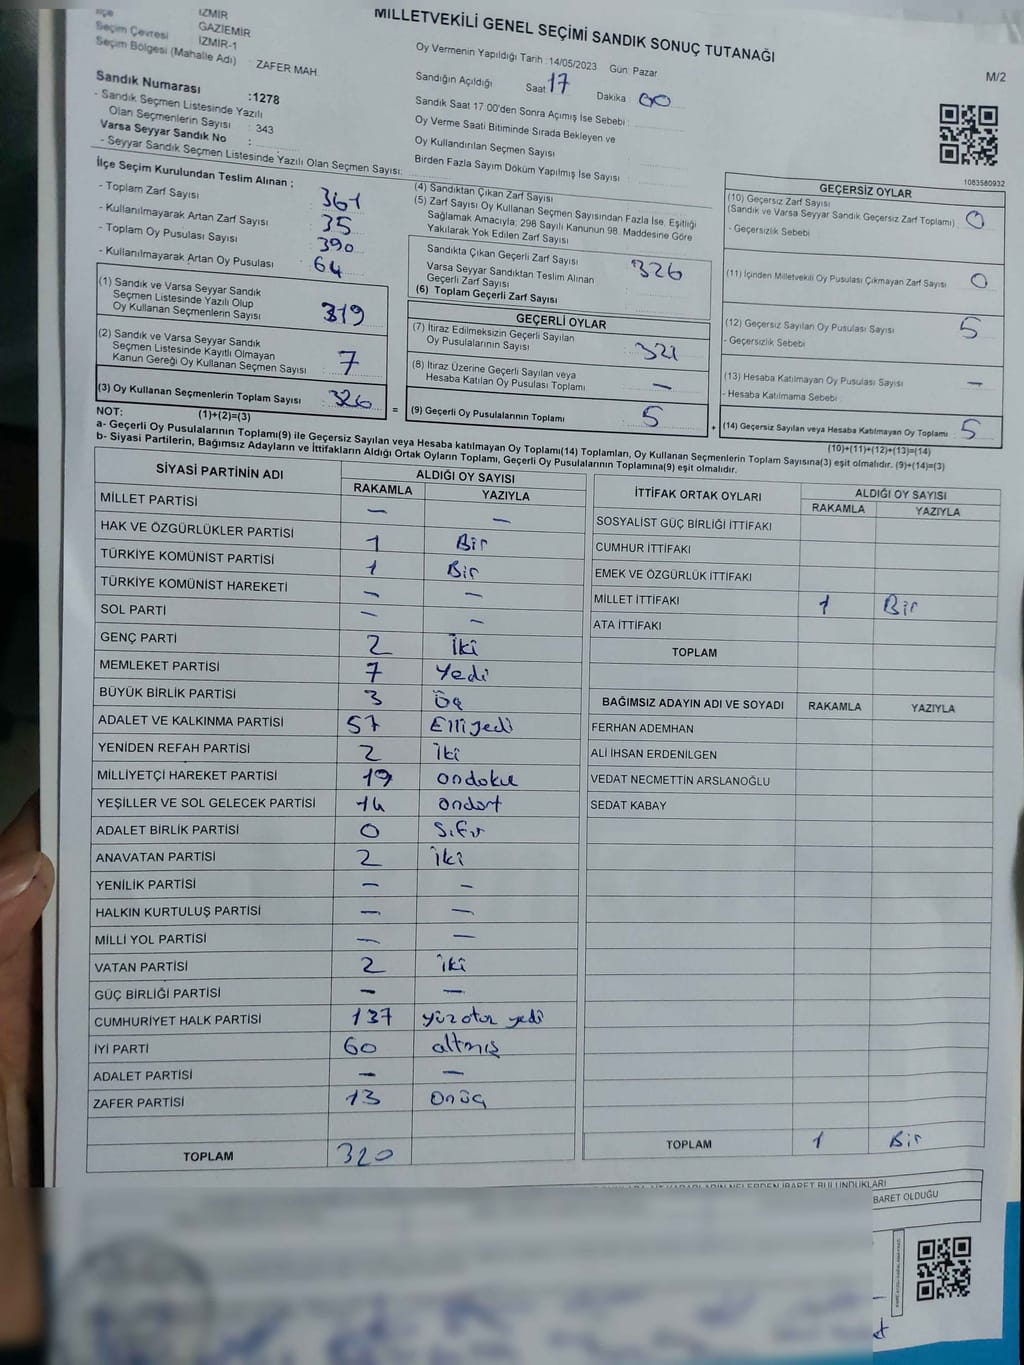 MİLLETVEKİLİ GENEL SEÇİMİ SANDIK SONUÇ TUTANAĞI
M/2
İlçe
İZMİR
GAZİEMİR
Seçim Çevresi İZMİR-1
Seçim Bölgesi (Mahalle Adı) ZAFER MAH
Sandık Numarası :1278
- Sandık Seçmen Listesinde Yazılı
Olan Seçmenlerin Sayısı : 343
Varsa Seyyar Sandık No :
- Seyyar Sandık Seçmen Listesinde Yazılı Olan Seçmen Sayısı:
Oy Vermenin Yapıldığı Tarih :14/05/2023 Gün: Pazar
Sandığın Açıldığı Saat 17 Dakika : 00
Sandık Saat 17:00'den Sonra Açımış İse Sebebi :
Oy Verme Saati Bitiminde Sırada Bekleyen ve
Oy Kullandırılan Seçmen Sayısı
Birden Fazla Sayım Döküm Yapılmış İse Sayısı
1083580932
İlçe Seçim Kurulundan Teslim Alınan ;
- Toplam Zarf Sayısı 361
- Kullanılmayarak Artan Zarf Sayısı 35
- Toplam Oy Pusulası Sayısı 390
- Kullanılmayarak Artan Oy Pusulası 64
(1) Sandık ve Varsa Seyyar Sandık
Seçmen Listesinde Yazılı Olup
Oy Kullanan Seçmenlerin Sayısı 319
(2) Sandık ve Varsa Seyyar Sandık
Seçmen Listesinde Kayıtlı Olmayan
Kanun Gereği Oy Kullanan Seçmen Sayısı 7
(3) Oy Kullanan Seçmenlerin Toplam Sayısı : 326
(1)+(2)=(3)
(4) Sandıktan Çıkan Zarf Sayısı
(5) Zarf Sayısı Oy Kullanan Seçmen Sayısından Fazla İse, Eşitliği
Sağlamak Amacıyla, 298 Sayılı Kanunun 98. Maddesine Göre
Yakılarak Yok Edilen Zarf Sayısı
Sandıkta Çıkan Geçerli Zarf Sayısı 326
Varsa Seyyar Sandıktan Teslim Alınan
Geçerli Zarf Sayısı
(6) Toplam Geçerli Zarf Sayısı
GEÇERLİ OYLAR
(7) İtiraz Edilmeksizin Geçerli Sayılan
Oy Pusulalarının Sayısı 321
(8) İtiraz Üzerine Geçerli Sayılan veya
Hesaba Katılan Oy Pusulası Toplamı —
= (9) Geçerli Oy Pusulalarının Toplamı 5 +
GEÇERSİZ OYLAR
(10) Geçersiz Zarf Sayısı
(Sandık ve Varsa Seyyar Sandık Geçersiz Zarf Toplamı) 0
- Geçersizlik Sebebi
(11) İçinden Milletvekili Oy Pusulası Çıkmayan Zarf Sayısı 0
(12) Geçersiz Sayılan Oy Pusulası Sayısı 5
- Geçersizlik Sebebi
(13) Hesaba Katılmayan Oy Pusulası Sayısı —
- Hesaba Katılmama Sebebi
(14) Geçersiz Sayılan veya Hesaba Katılmayan Oy Toplamı 5
(10)+(11)+(12)+(13)=(14)
NOT:
a- Geçerli Oy Pusulalarının Toplamı(9) ile Geçersiz Sayılan veya Hesaba katılmayan Oy Toplamı(14) Toplamları, Oy Kullanan Seçmenlerin Toplam Sayısına(3) eşit olmalıdır. (9)+(14)=(3)
b- Siyasi Partilerin, Bağımsız Adayların ve İttifakların Aldığı Ortak Oyların Toplamı, Geçerli Oy Pusulalarının Toplamına(9) eşit olmalıdır.
SİYASİ PARTİNİN ADI ALDIĞI OY SAYISI
RAKAMLA YAZIYLA
MİLLET PARTİSİ — —
HAK VE ÖZGÜRLÜKLER PARTİSİ 1 Bir
TÜRKİYE KOMÜNİST PARTİSİ 1 Bir
TÜRKİYE KOMÜNİST HAREKETİ — —
SOL PARTİ — —
GENÇ PARTİ 2 İki
MEMLEKET PARTİSİ 7 Yedi
BÜYÜK BİRLİK PARTİSİ 3 Üç
ADALET VE KALKINMA PARTİSİ 57 Elliyedi
YENİDEN REFAH PARTİSİ 2 İki
MİLLİYETÇİ HAREKET PARTİSİ 19 ondoku
YEŞİLLER VE SOL GELECEK PARTİSİ 14 ondört
ADALET BİRLİK PARTİSİ 0 Sıfır
ANAVATAN PARTİSİ 2 İki
YENİLİK PARTİSİ — —
HALKIN KURTULUŞ PARTİSİ — —
MİLLİ YOL PARTİSİ — —
VATAN PARTİSİ 2 İki
GÜÇ BİRLİĞİ PARTİSİ — —
CUMHURİYET HALK PARTİSİ 137 yüzotuz yedi
İYİ PARTİ 60 altmış
ADALET PARTİSİ — —
ZAFER PARTİSİ 13 Onüç
TOPLAM 320
İTTİFAK ORTAK OYLARI ALDIĞI OY SAYISI
RAKAMLA YAZIYLA
SOSYALİST GÜÇ BİRLİĞİ İTTİFAKI
CUMHUR İTTİFAKI
EMEK VE ÖZGÜRLÜK İTTİFAKI
MİLLET İTTİFAKI 1 Bir
ATA İTTİFAKI
TOPLAM
BAĞIMSIZ ADAYIN ADI VE SOYADI RAKAMLA YAZIYLA
FERHAN ADEMHAN
ALİ İHSAN ERDENİLGEN
VEDAT NECMETTİN ARSLANOĞLU
SEDAT KABAY
TOPLAM 1 Bir
BARET OLDUĞU